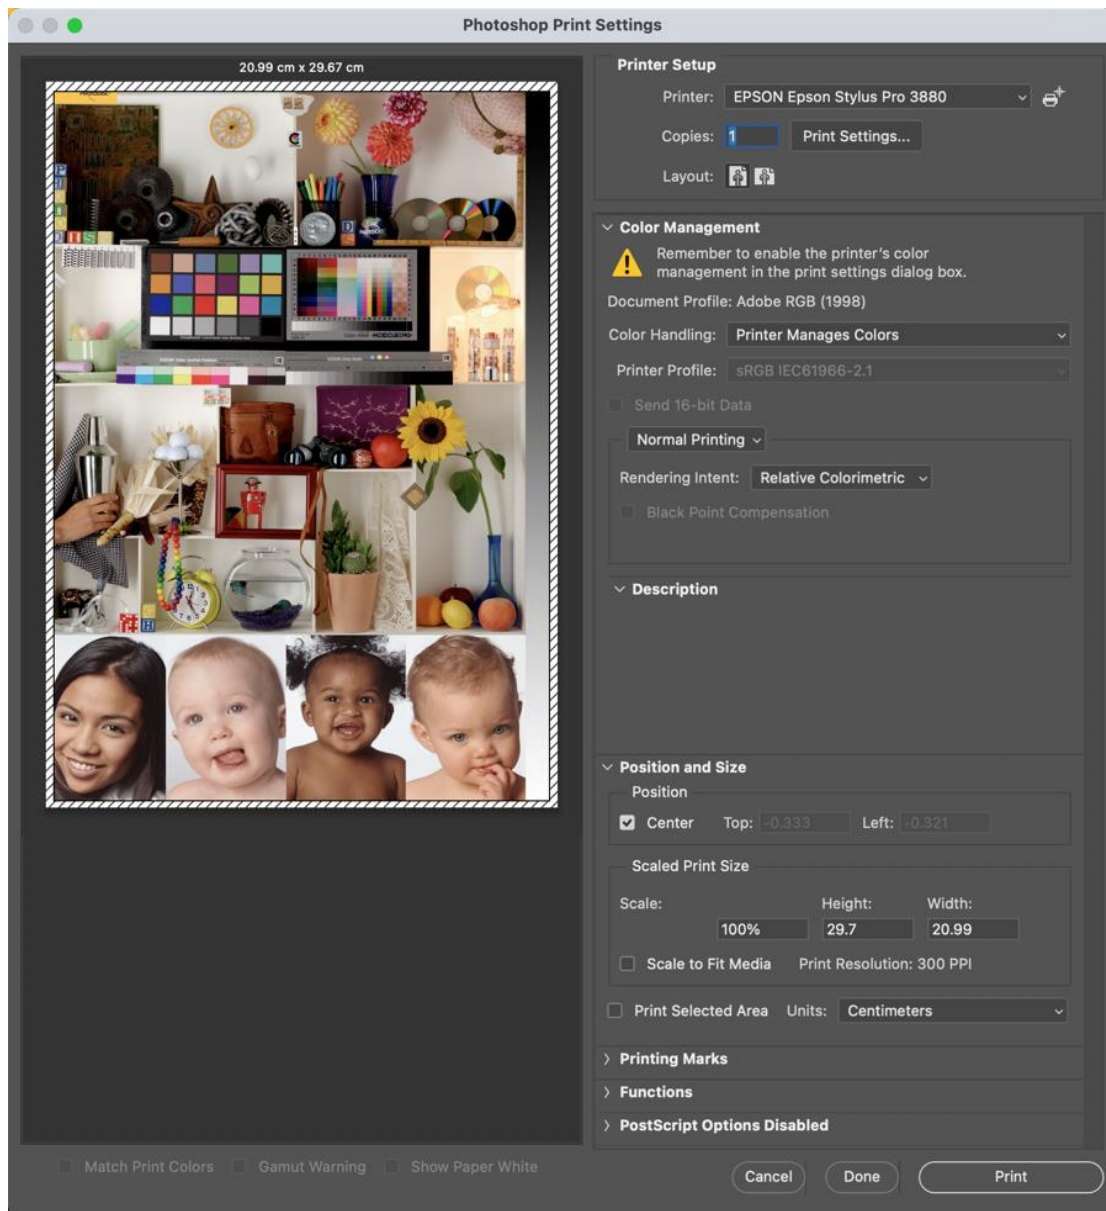 Photoshop Print Settings
20.99 cm x 29.67 cm
Printer Setup
Printer: EPSON Epson Stylus Pro 3880
Copies: 1 Print Settings...
Layout:
Color Management
Remember to enable the printer's color
management in the print settings dialog box.
Document Profile: Adobe RGB (1998)
Color Handling: Printer Manages Colors
Printer Profile: sRGB IEC61966-2.1
Send 16-bit Data
Normal Printing
Rendering Intent: Relative Colorimetric
Black Point Compensation
Description
Position and Size
Position
Center Top: -0.333 Left: -0.321
Scaled Print Size
Scale: Height: Width:
100% 29.7 20.99
Scale to Fit Media Print Resolution: 300 PPI
Print Selected Area Units: Centimeters
Printing Marks
Functions
PostScript Options Disabled
Match Print Colors Gamut Warning Show Paper White
Cancel Done Print